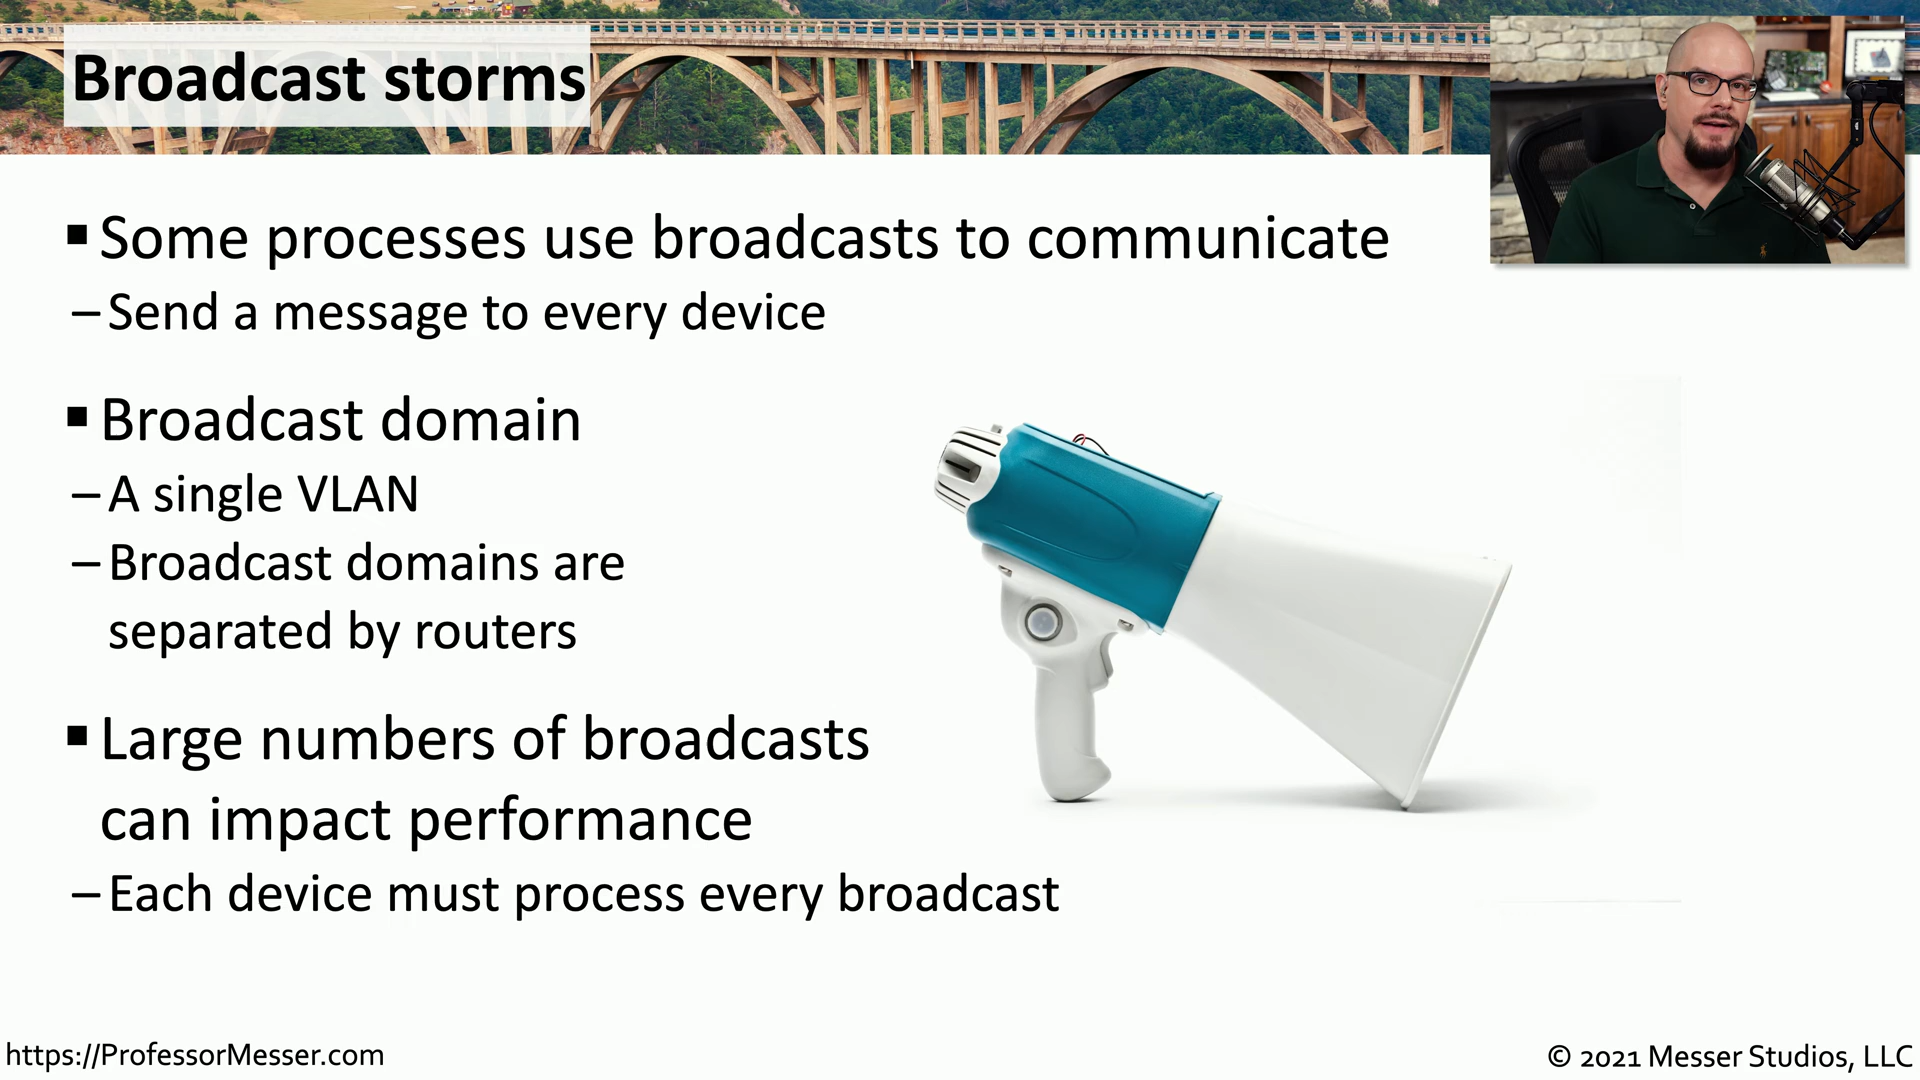 Broadcast storms
▪ Some processes use broadcasts to communicate
– Send a message to every device
▪ Broadcast domain
– A single VLAN
– Broadcast domains are
separated by routers
▪ Large numbers of broadcasts
can impact performance
– Each device must process every broadcast
https://ProfessorMesser.com
© 2021 Messer Studios, LLC